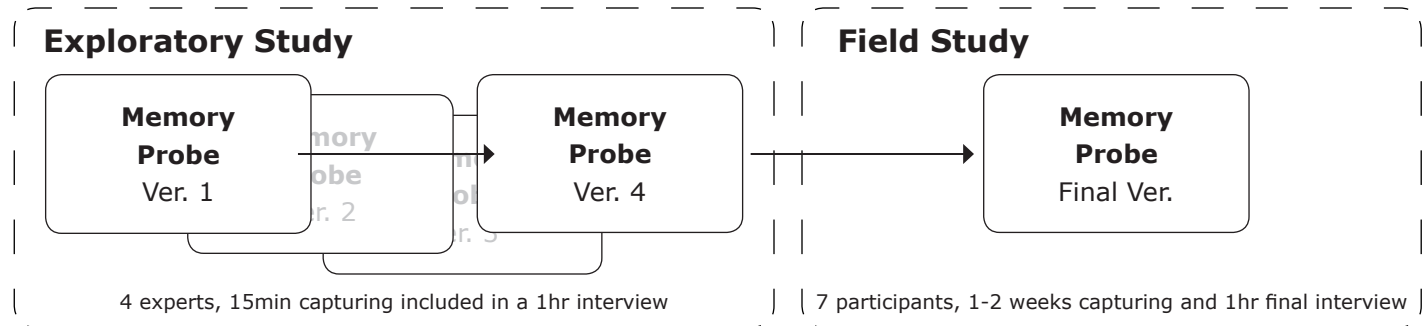 Exploratory Study
Memory
Probe
Ver. 1
Memory
Probe
Ver. 4
4 experts, 15min capturing included in a 1hr interview
Field Study
Memory
Probe
Final Ver.
7 participants, 1-2 weeks capturing and 1hr final interview